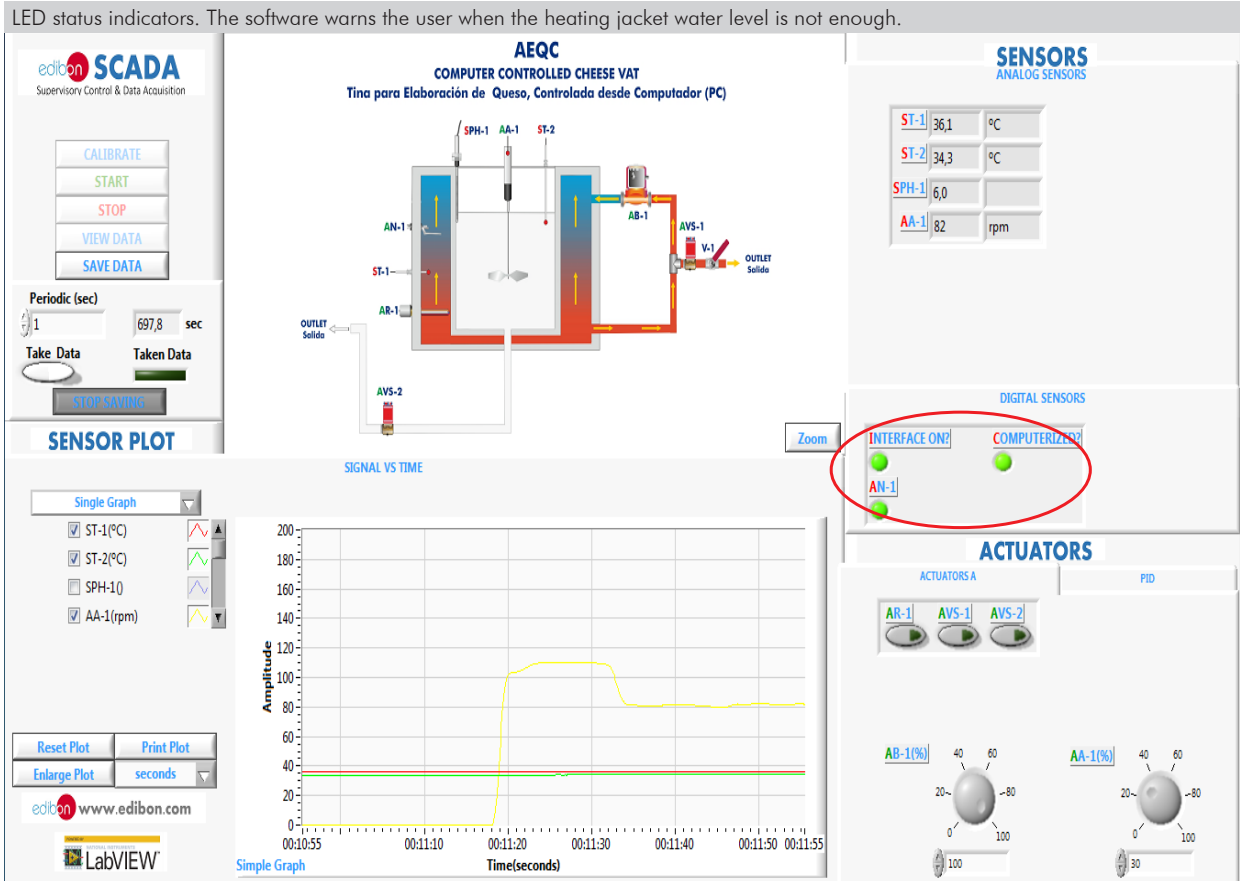 LED status indicators. The software warns the user when the heating jacket water level is not enough.
edibon SCADA
Supervisory Control & Data Acquisition
CALIBRATE
START
STOP
VIEW DATA
SAVE DATA
Periodic (sec)
1
697,8 sec
Take Data
Taken Data
STOP SAVING
AEQC
COMPUTER CONTROLLED CHEESE VAT
Tina para Elaboración de Queso, Controlada desde Computador (PC)
SPH-1 AA-1 ST-2
AN-1
ST-1
AR-1
AB-1
AVS-1
V-1
OUTLET
Salida
OUTLET
Salida
AVS-2
Zoom
SENSORS
ANALOG SENSORS
ST-1 36,1 ºC
ST-2 34,3 ºC
SPH-1 6,0
AA-1 82 rpm
DIGITAL SENSORS
INTERFACE ON? COMPUTERIZED?
AN-1
SENSOR PLOT
Single Graph
ST-1(ºC)
ST-2(ºC)
SPH-1()
AA-1(rpm)
Reset Plot Print Plot
Enlarge Plot seconds
edibon www.edibon.com
POWERED BY
NATIONAL INSTRUMENTS
LabVIEW
SIGNAL VS TIME
Amplitude
200
180
160
140
120
100
80
60
40
20
0
00:10:55 00:11:10 00:11:20 00:11:30 00:11:40 00:11:50 00:11:55
Simple Graph
Time(seconds)
ACTUATORS
ACTUATORS A
PID
AR-1 AVS-1 AVS-2
AB-1(%)
0 20 40 60 80 100
100
AA-1(%)
0 20 40 60 80 100
30